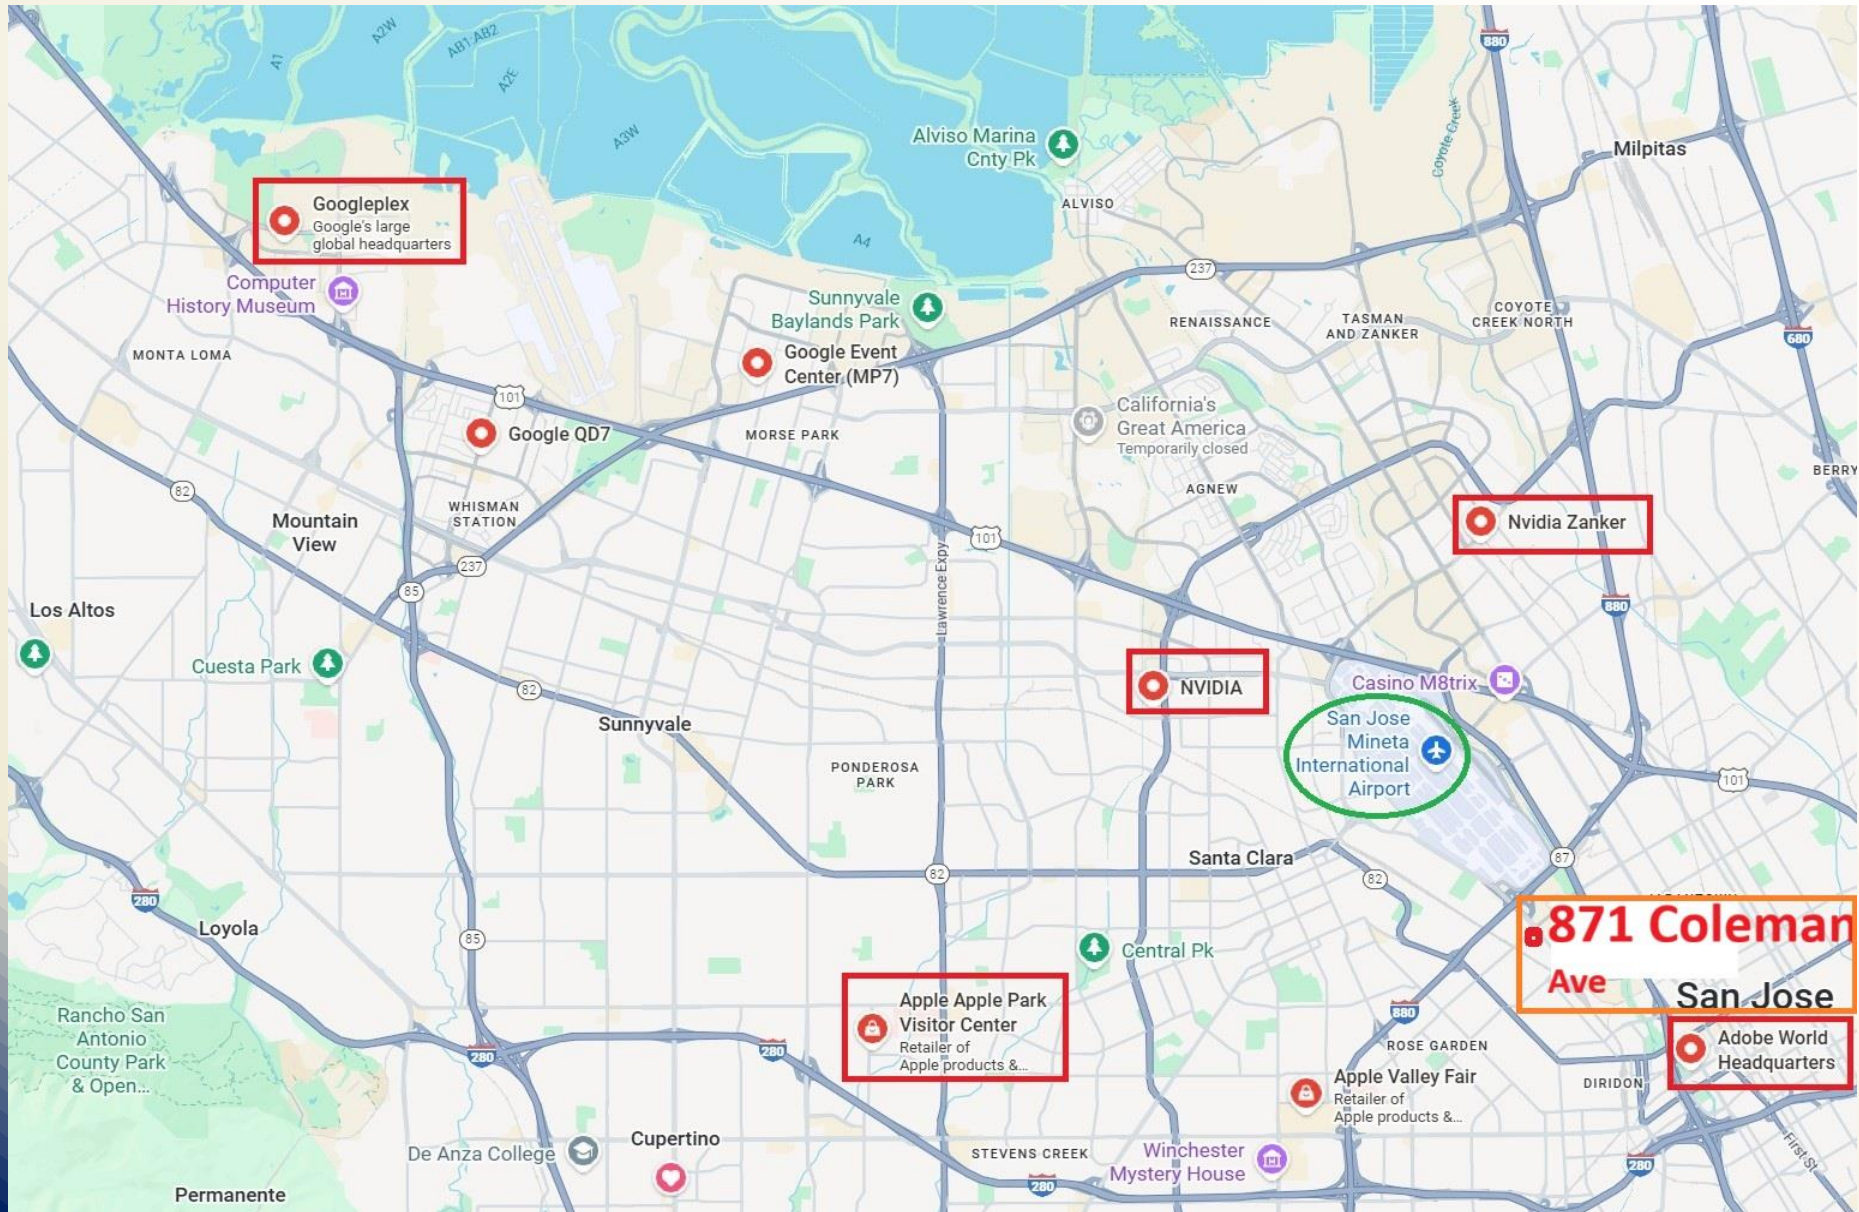 A1
A2W
AB1
AB2
A2E
A3W
A4
880
Coyote Creek
Alviso Marina
Cnty Pk
Milpitas
ALVISO
Googleplex
Google's large
global headquarters
Computer
History Museum
237
Sunnyvale
Baylands Park
RENAISSANCE
TASMAN
AND ZANKER
COYOTE
CREEK NORTH
680
MONTA LOMA
Google Event
Center (MP7)
101
California's
Great America
Temporarily closed
Google QD7
MORSE PARK
BERRY
82
AGNEW
WHISMAN
STATION
Mountain
View
Nvidia Zanker
101
237
85
Lawrence Expy
880
Los Altos
Cuesta Park
82
NVIDIA
Casino M8trix
Sunnyvale
San Jose
Mineta
International
Airport
PONDEROSA
PARK
101
Santa Clara
87
82
82
280
Loyola
85
Central Pk
871 Coleman
Ave
San Jose
Apple Apple Park
Visitor Center
Retailer of
Apple products &...
880
Rancho San
Antonio
County Park
& Open...
280
280
ROSE GARDEN
Adobe World
Headquarters
DIRIDON
Apple Valley Fair
Retailer of
Apple products &...
Cupertino
De Anza College
STEVENS CREEK
Winchester
Mystery House
280
280
First St
Permanente